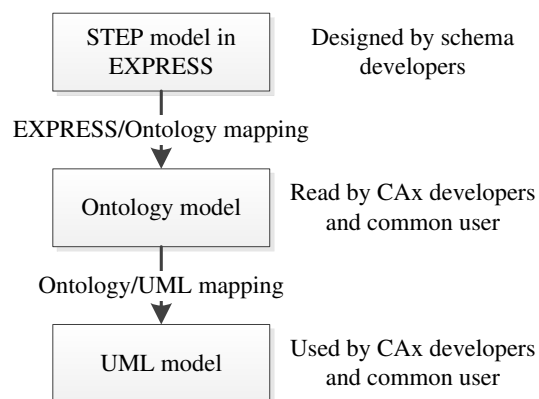 STEP model in
EXPRESS
Designed by schema
developers
EXPRESS/Ontology mapping
Ontology model
Read by CAx developers
and common user
Ontology/UML mapping
UML model
Used by CAx developers
and common user